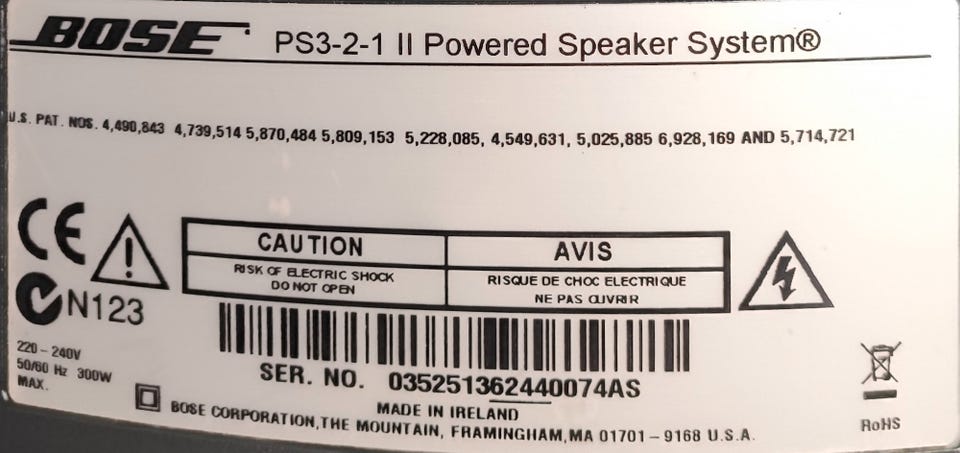 BOSE PS3-2-1 II Powered Speaker System®
U.S. PAT. NOS. 4,490,843 4,739,514 5,870,484 5,809,153 5,228,085, 4,549,631, 5,025,885 6,928,169 AND 5,714,721
CE
N123
CAUTION
RISK OF ELECTRIC SHOCK
DO NOT OPEN
AVIS
RISQUE DE CHOC ELECTRIQUE
NE PAS OUVRIR
220 – 240V
50/60 Hz 300W
MAX.
SER. NO. 035251362440074AS
MADE IN IRELAND
BOSE CORPORATION,THE MOUNTAIN, FRAMINGHAM,MA 01701 – 9168 U.S.A.
RoHS